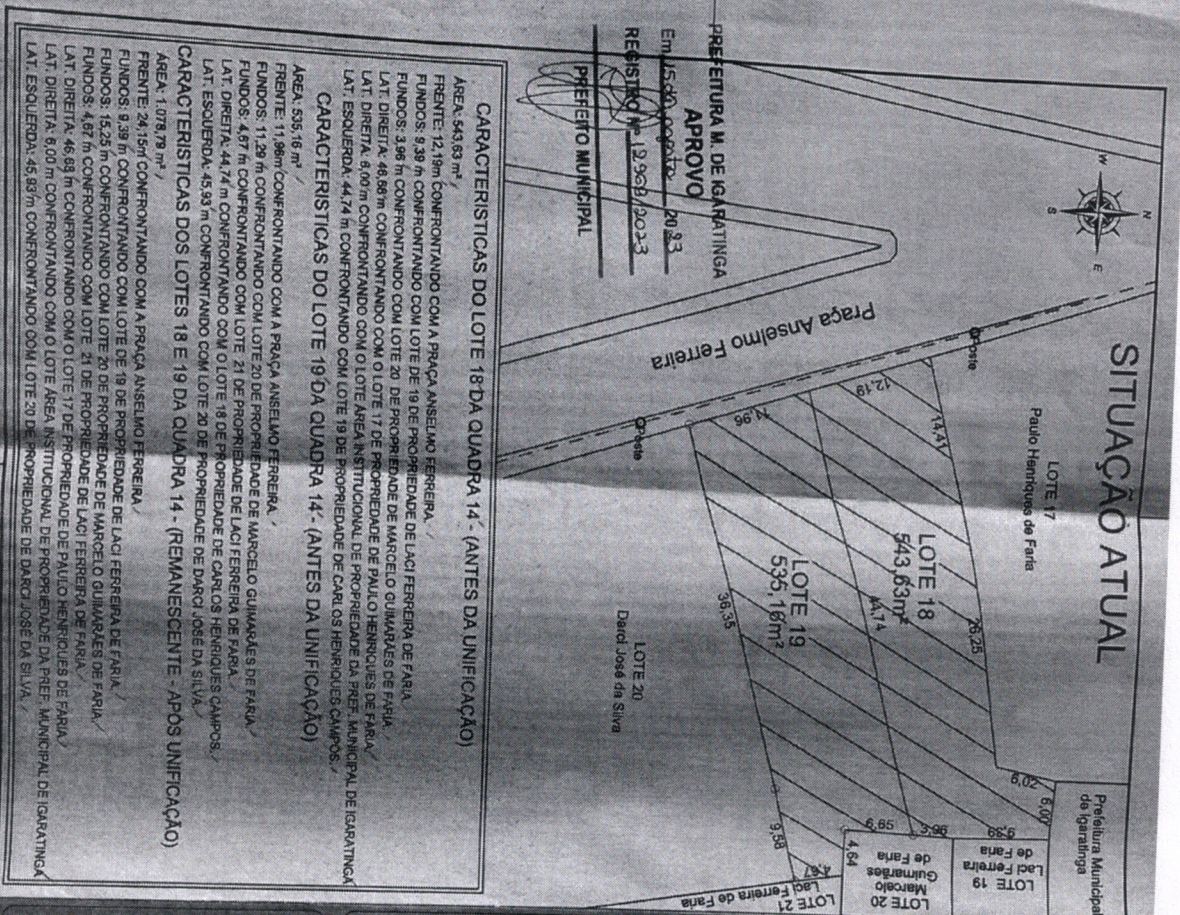 SITUAÇÃO ATUAL
N
W
E
S
LOTE 17
Paulo Henriques de Faria
Prefeitura Municipal
de Igaratinga
Poste
Praça Anselmo Ferreira
12,19
14,41
LOTE 18
543,63m²
26,25
6,02
6,00
9,39
LOTE 19
Laci Ferreira
de Faria
11,96
44,74
LOTE 19
535,16m²
3,96
6,59
LOTE 20
Marcelo
Guimarães
de Faria
Poste
36,35
9,58
4,64
4,67
LOTE 21
Laci Ferreira de Faria
LOTE 20
Darci José da Silva
PREFEITURA M. DE IGARATINGA
APROVO
Em 15 de agosto 2023
REGISTRO Nº 12.969/2023
PREFEITO MUNICIPAL
CARACTERISTICAS DO LOTE 18 DA QUADRA 14 - (ANTES DA UNIFICAÇÃO)
ÁREA: 543,63 m²
FRENTE: 12,19m CONFRONTANDO COM A PRAÇA ANSELMO FERREIRA
FUNDOS: 9,39 m CONFRONTANDO COM LOTE DE 19 DE PROPRIEDADE DE LACI FERREIRA DE FARIA
FUNDOS: 3,96 m CONFRONTANDO COM LOTE 20 DE PROPRIEDADE DE MARCELO GUIMARÃES DE FARIA
LAT. DIREITA: 46,68 m CONFRONTANDO COM O LOTE 17 DE PROPRIEDADE DE PAULO HENRIQUES DE FARIA
LAT. DIREITA: 6,00 m CONFRONTANDO COM O LOTE ÁREA INSTITUCIONAL DE PROPRIEDADE DA PREF. MUNICIPAL DE IGARATINGA
LAT. ESQUERDA: 44,74 m CONFRONTANDO COM LOTE 19 DE PROPRIEDADE DE CARLOS HENRIQUES CAMPOS.
CARACTERISTICAS DO LOTE 19 DA QUADRA 14 - (ANTES DA UNIFICAÇÃO)
ÁREA: 535,16 m²
FRENTE: 11,96m CONFRONTANDO COM A PRAÇA ANSELMO FERREIRA
FUNDOS: 11,29 m CONFRONTANDO COM LOTE 20 DE PROPRIEDADE DE MARCELO GUIMARÃES DE FARIA
FUNDOS: 4,67 m CONFRONTANDO COM LOTE 21 DE PROPRIEDADE DE LACI FERREIRA DE FARIA
LAT. DIREITA: 44,74 m CONFRONTANDO COM O LOTE 18 DE PROPRIEDADE DE CARLOS HENRIQUES CAMPOS.
LAT. ESQUERDA: 45,93 m CONFRONTANDO COM LOTE 20 DE PROPRIEDADE DE DARCI JOSÉ DA SILVA.
CARACTERISTICAS DOS LOTES 18 E 19 DA QUADRA 14 - (REMANESCENTE - APÓS UNIFICAÇÃO)
ÁREA: 1.078,79 m²
FRENTE: 24,15m CONFRONTANDO COM A PRAÇA ANSELMO FERREIRA
FUNDOS: 9,39 m CONFRONTANDO COM LOTE DE 19 DE PROPRIEDADE DE LACI FERREIRA DE FARIA
FUNDOS: 15,25 m CONFRONTANDO COM LOTE 20 DE PROPRIEDADE DE MARCELO GUIMARÃES DE FARIA
FUNDOS: 4,67 m CONFRONTANDO COM LOTE 21 DE PROPRIEDADE DE LACI FERREIRA DE FARIA
LAT. DIREITA: 46,68 m CONFRONTANDO COM O LOTE 17 DE PROPRIEDADE DE PAULO HENRIQUES DE FARIA
LAT. DIREITA: 6,00 m CONFRONTANDO COM O LOTE ÁREA INSTITUCIONAL DE PROPRIEDADE DA PREF. MUNICIPAL DE IGARATINGA
LAT. ESQUERDA: 45,93 m CONFRONTANDO COM LOTE 20 DE PROPRIEDADE DE DARCI JOSÉ DA SILVA.